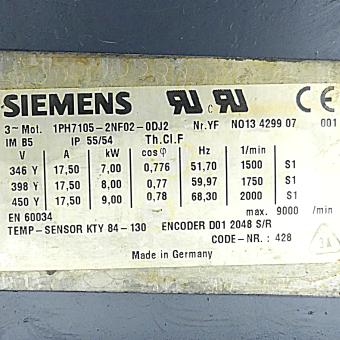 SIEMENS c CE
3~ Mot. 1PH7105-2NF02-0DJ2 Nr.YF N013 4299 07 001
IM B5 IP 55/54 Th.Cl.F
V A kW cosφ Hz 1/min
346 Y 17,50 7,00 0,776 51,70 1500 S1
398 Y 17,50 8,00 0,77 59,97 1750 S1
450 Y 17,50 9,00 0,78 68,30 2000 S1
EN 60034 max. 9000 /min
TEMP-SENSOR KTY 84-130 ENCODER D01 2048 S/R
CODE-NR.: 428
Made in Germany